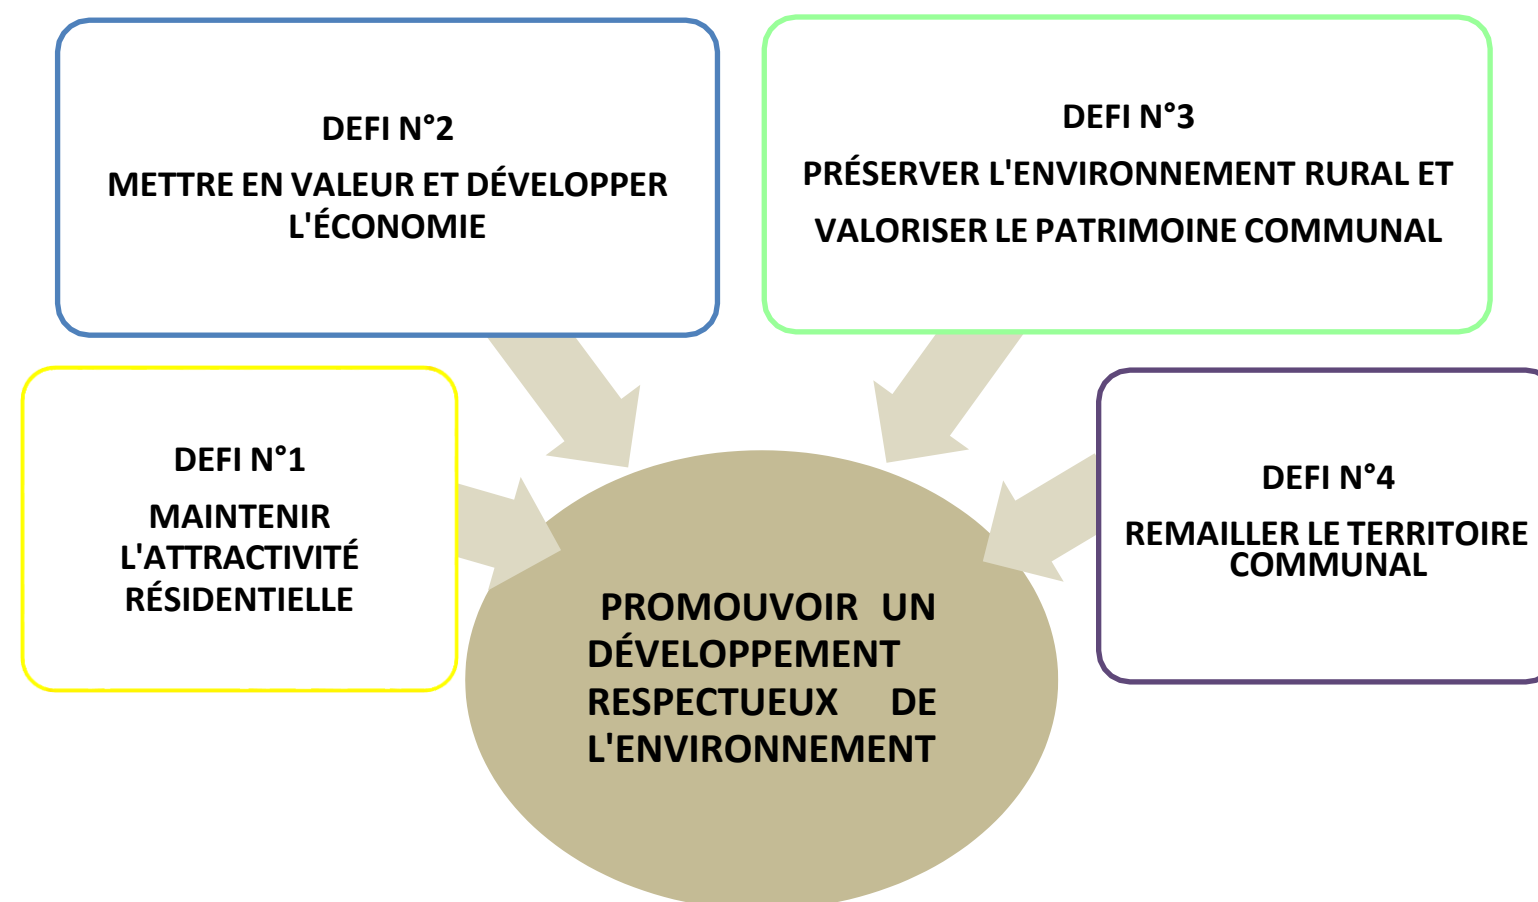 DEFI N°2
METTRE EN VALEUR ET DÉVELOPPER
L'ÉCONOMIE
DEFI N°3
PRÉSERVER L'ENVIRONNEMENT RURAL ET
VALORISER LE PATRIMOINE COMMUNAL
DEFI N°1
MAINTENIR
L'ATTRACTIVITÉ
RÉSIDENTIELLE
DEFI N°4
REMAILLER LE TERRITOIRE
COMMUNAL
PROMOUVOIR UN
DÉVELOPPEMENT
RESPECTUEUX DE
L'ENVIRONNEMENT